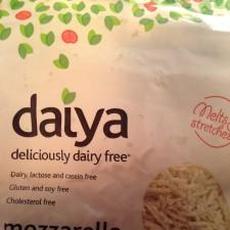 daiya
deliciously dairy free*
Dairy, lactose and casein free
Gluten and soy free
Cholesterol free
Melts &
stretches
mozzarella